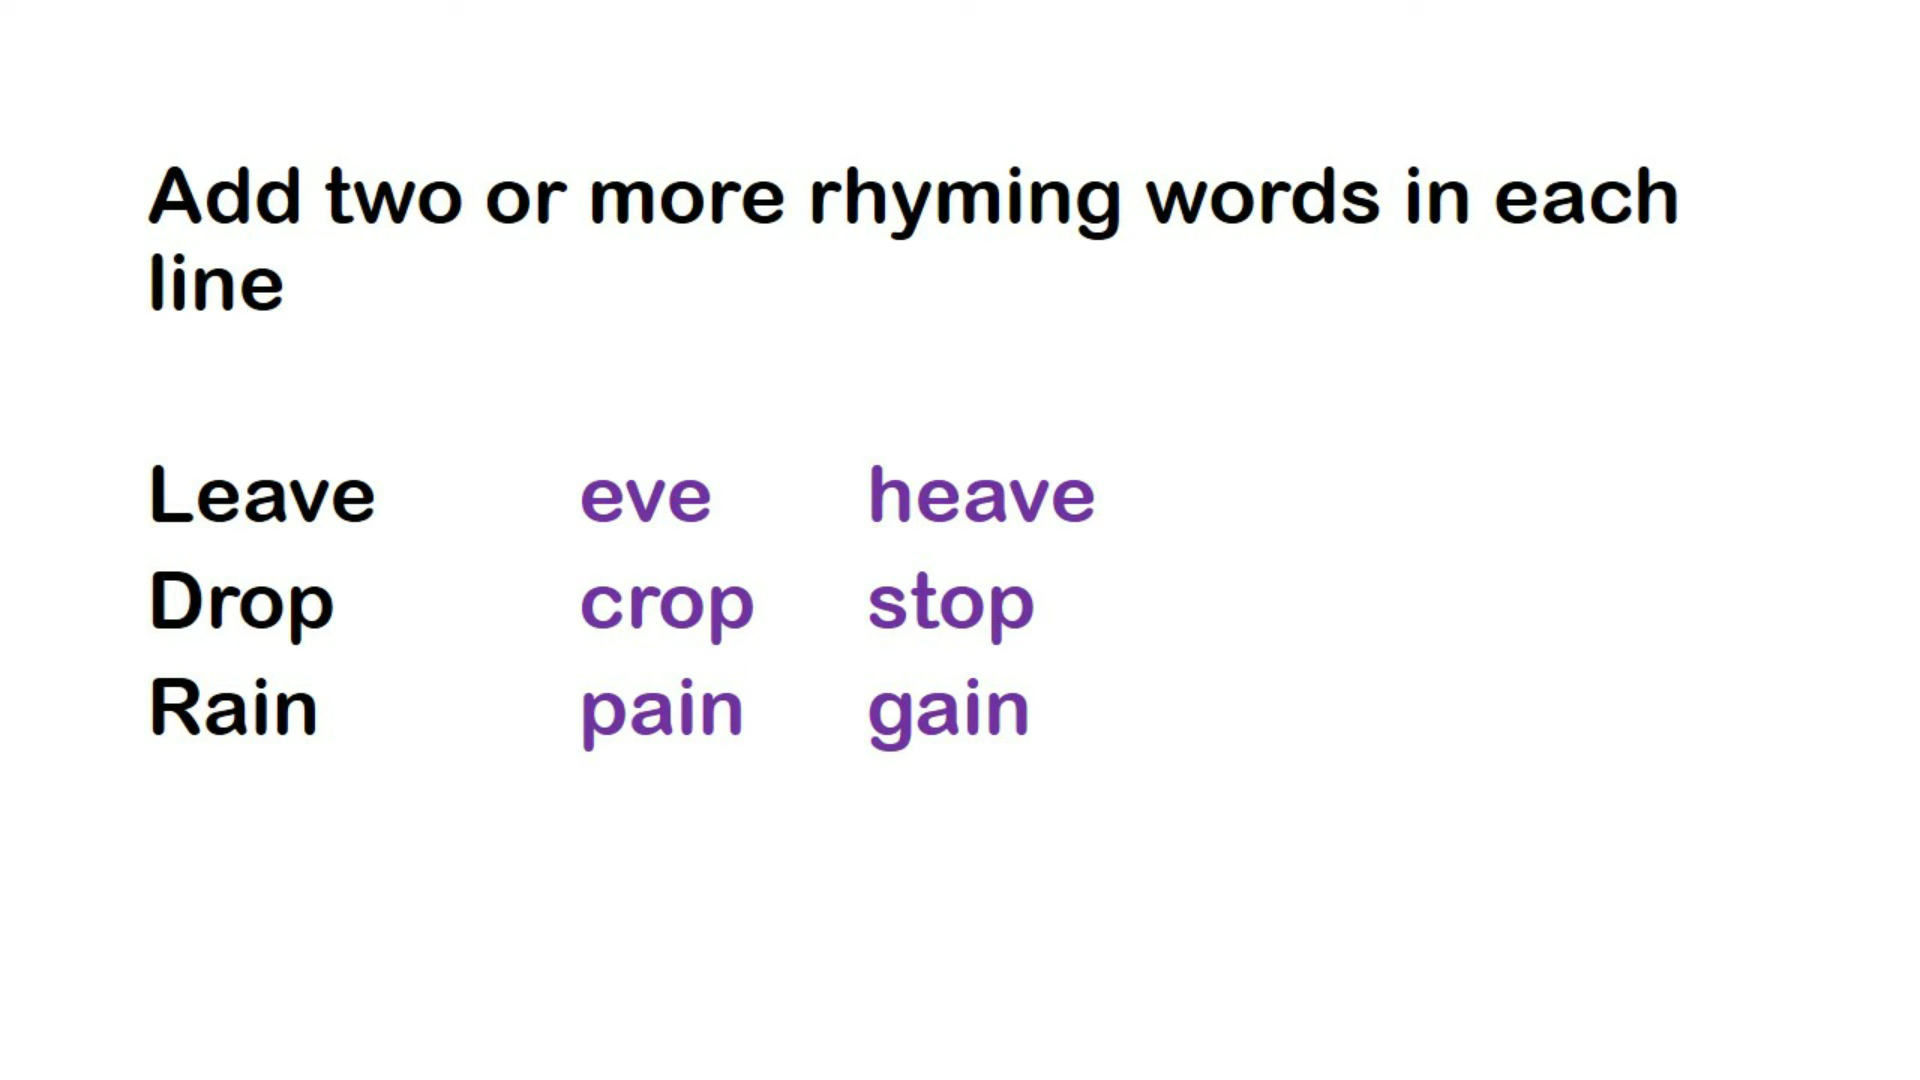 Add two or more rhyming words in each
line
Leave eve heave
Drop crop stop
Rain pain gain